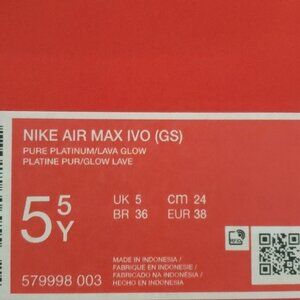 NIKE AIR MAX IVO (GS)
PURE PLATINUM/LAVA GLOW
PLATINE PUR/GLOW LAVE
5 5 Y
UK 5 cm 24
BR 36 EUR 38
MADE IN INDONESIA/
FABRIQUE EN INDONESIE/
FABRICADO NA INDONÉSIA/
HECHO EN INDONESIA
579998 003